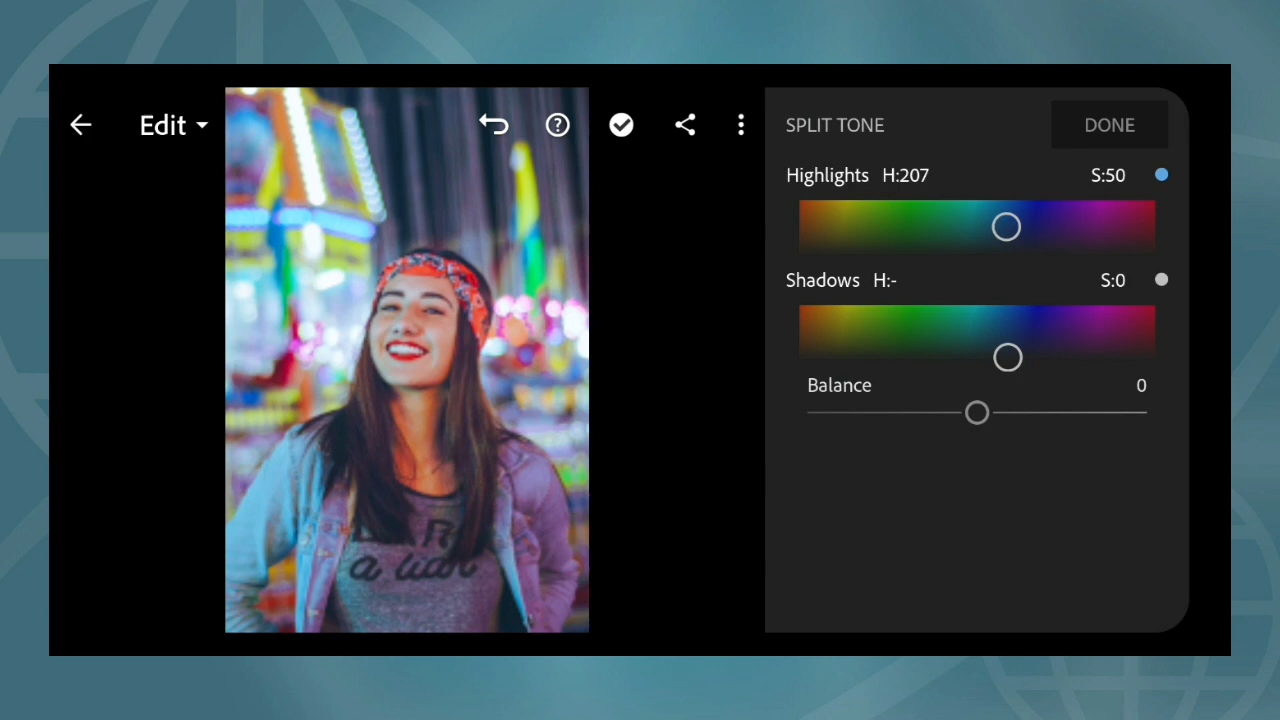 Edit
SPLIT TONE
DONE
Highlights H:207 S:50
Shadows H:- S:0
Balance 0
a